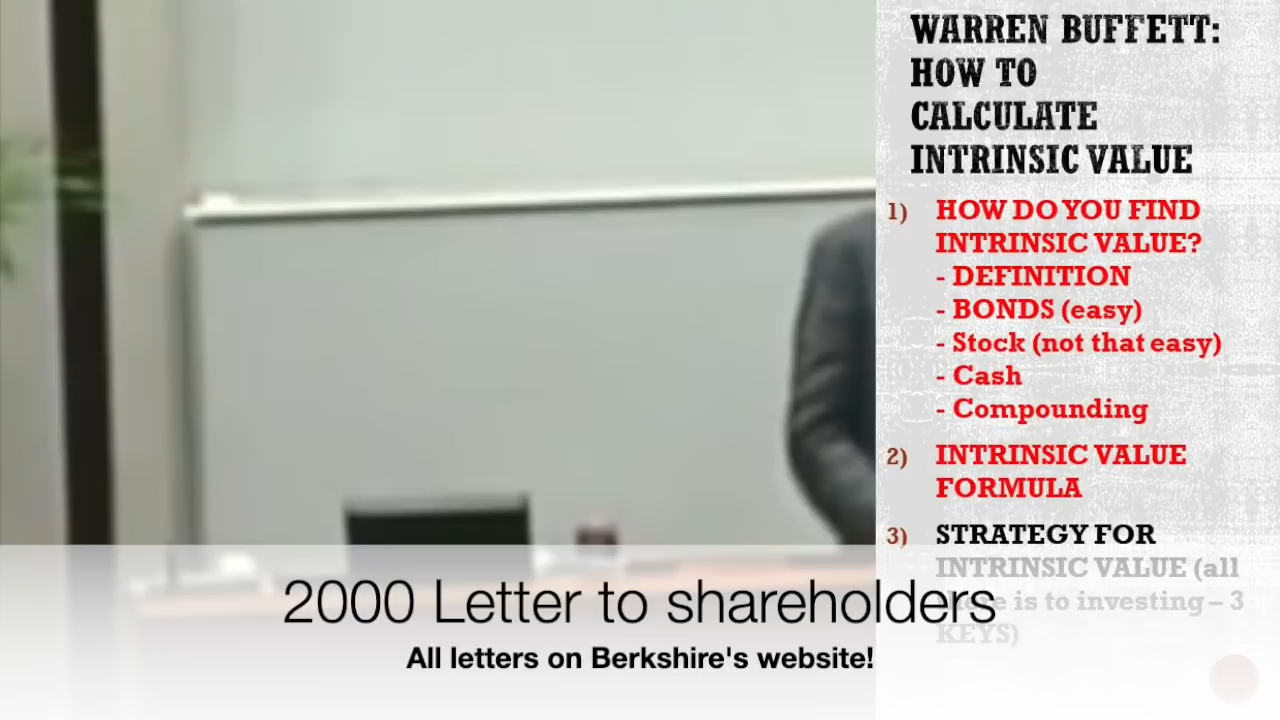 WARREN BUFFETT:
HOW TO
CALCULATE
INTRINSIC VALUE
1) HOW DO YOU FIND
INTRINSIC VALUE?
- DEFINITION
- BONDS (easy)
- Stock (not that easy)
- Cash
- Compounding
2) INTRINSIC VALUE
FORMULA
3) STRATEGY FOR
INTRINSIC VALUE (all
is to investing – 3
KEYS)
2000 Letter to shareholders
All letters on Berkshire's website!